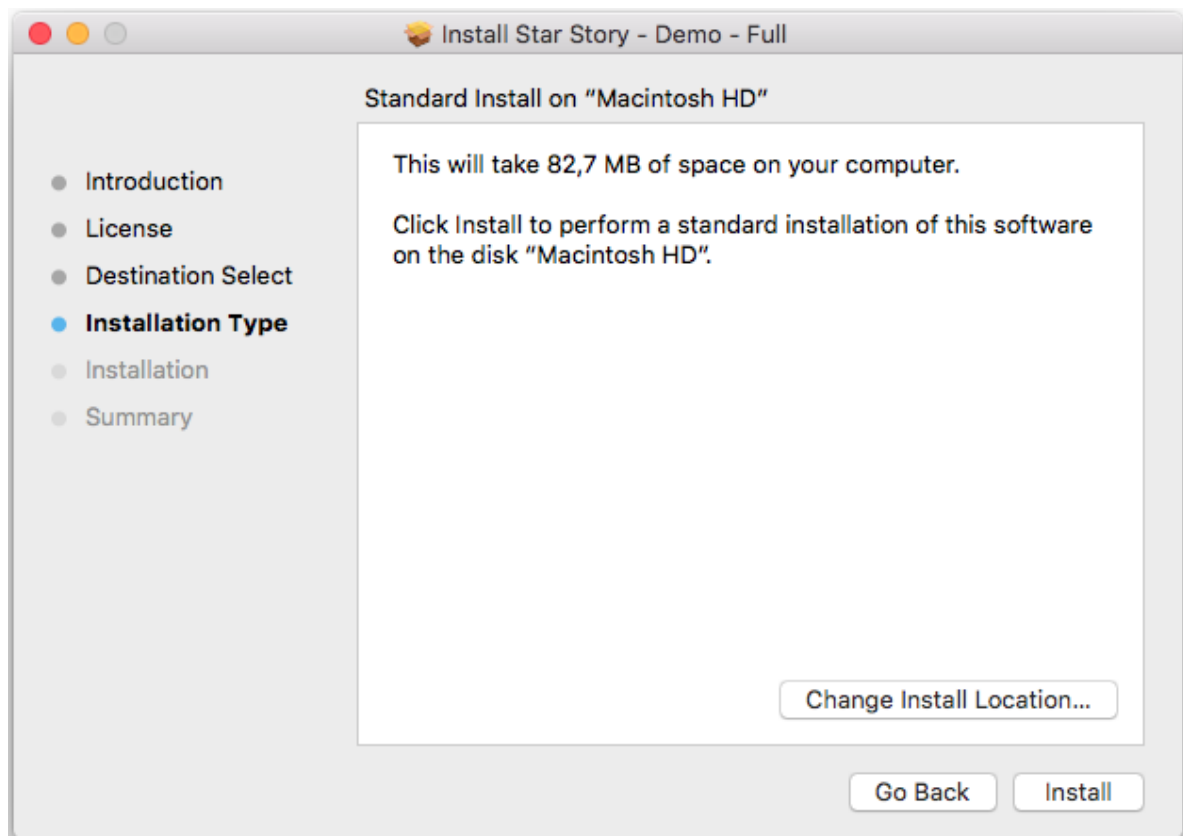 Install Star Story - Demo - Full
Standard Install on “Macintosh HD”
Introduction
License
Destination Select
Installation Type
Installation
Summary
This will take 82,7 MB of space on your computer.
Click Install to perform a standard installation of this software
on the disk “Macintosh HD”.
Change Install Location...
Go Back
Install